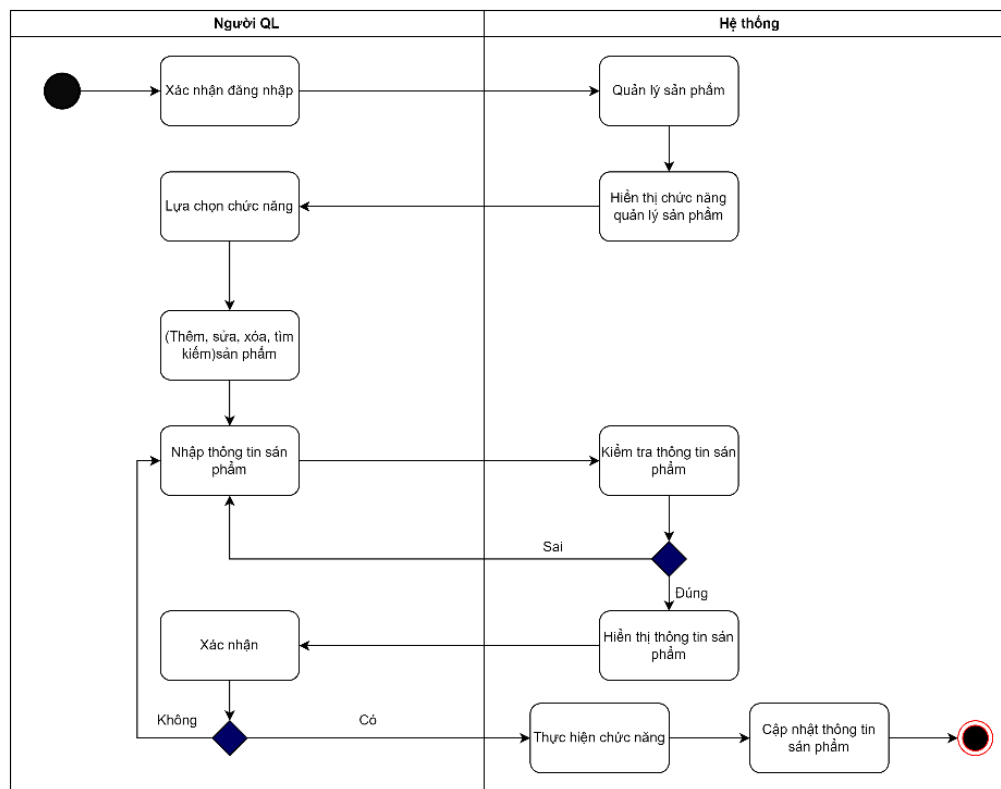 Người QL
Hệ thống
Xác nhận đăng nhập
Quản lý sản phẩm
Lựa chọn chức năng
Hiển thị chức năng
quản lý sản phẩm
(Thêm, sửa, xóa, tìm
kiếm)sản phẩm
Nhập thông tin sản
phẩm
Kiểm tra thông tin sản
phẩm
Sai
Đúng
Xác nhận
Hiển thị thông tin sản
phẩm
Không
Có
Thực hiện chức năng
Cập nhật thông tin
sản phẩm